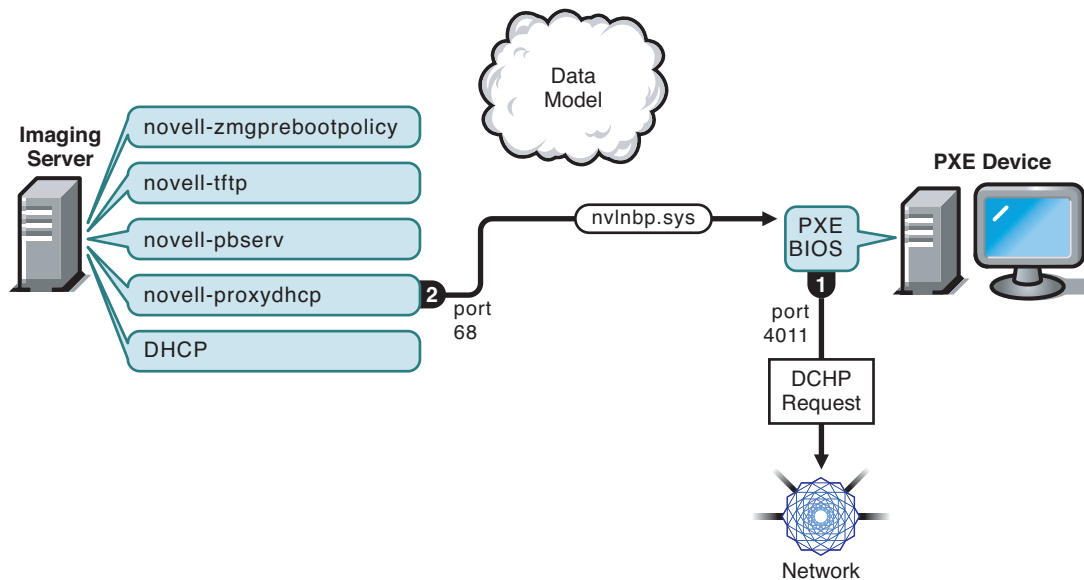 Data
Model
Imaging
Server
novell-zmgprebootpolicy
novell-tftp
novell-pbserv
novell-proxydhcp
DHCP
2
port
68
nvlnbp.sys
PXE
BIOS
PXE Device
1
port
4011
DCHP
Request
Network